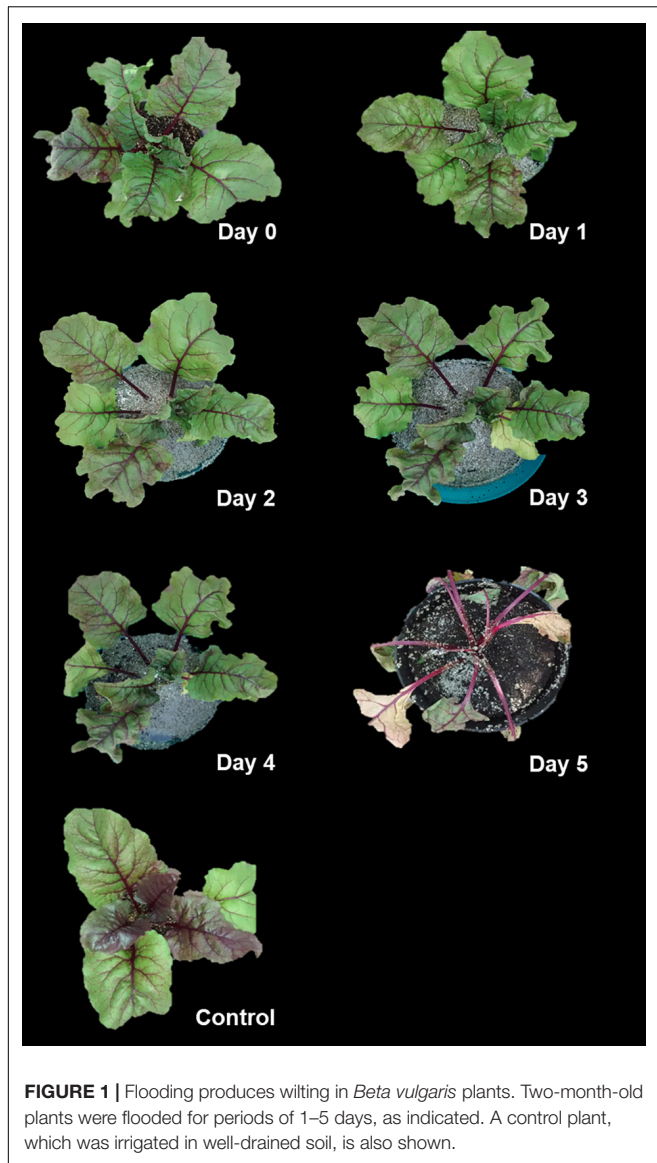 Day 0
Day 1
Day 2
Day 3
Day 4
Day 5
Control
FIGURE 1 | Flooding produces wilting in Beta vulgaris plants. Two-month-old
plants were flooded for periods of 1–5 days, as indicated. A control plant,
which was irrigated in well-drained soil, is also shown.